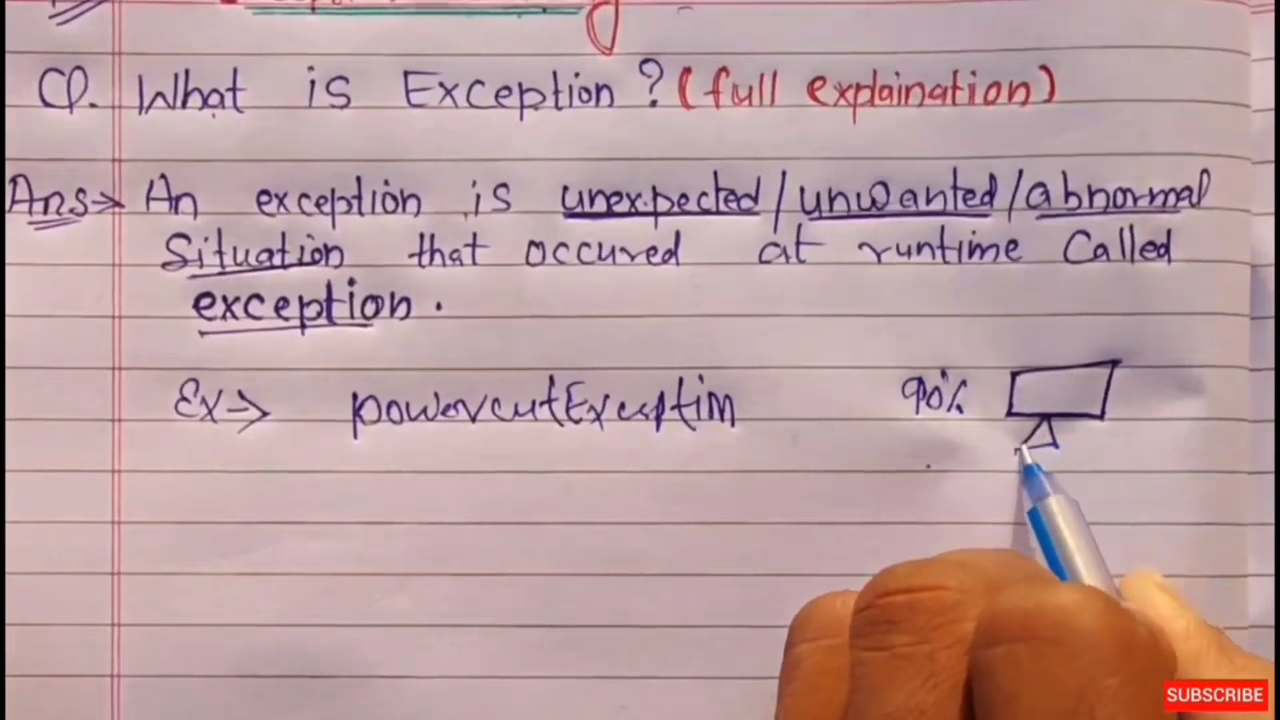 Q. What is Exception ? (full explaination)
Ans-> An exception is unexpected/unwanted/abnormal
Situation that occured at runtime Called
exception.
Ex-> powercutException 90%
SUBSCRIBE